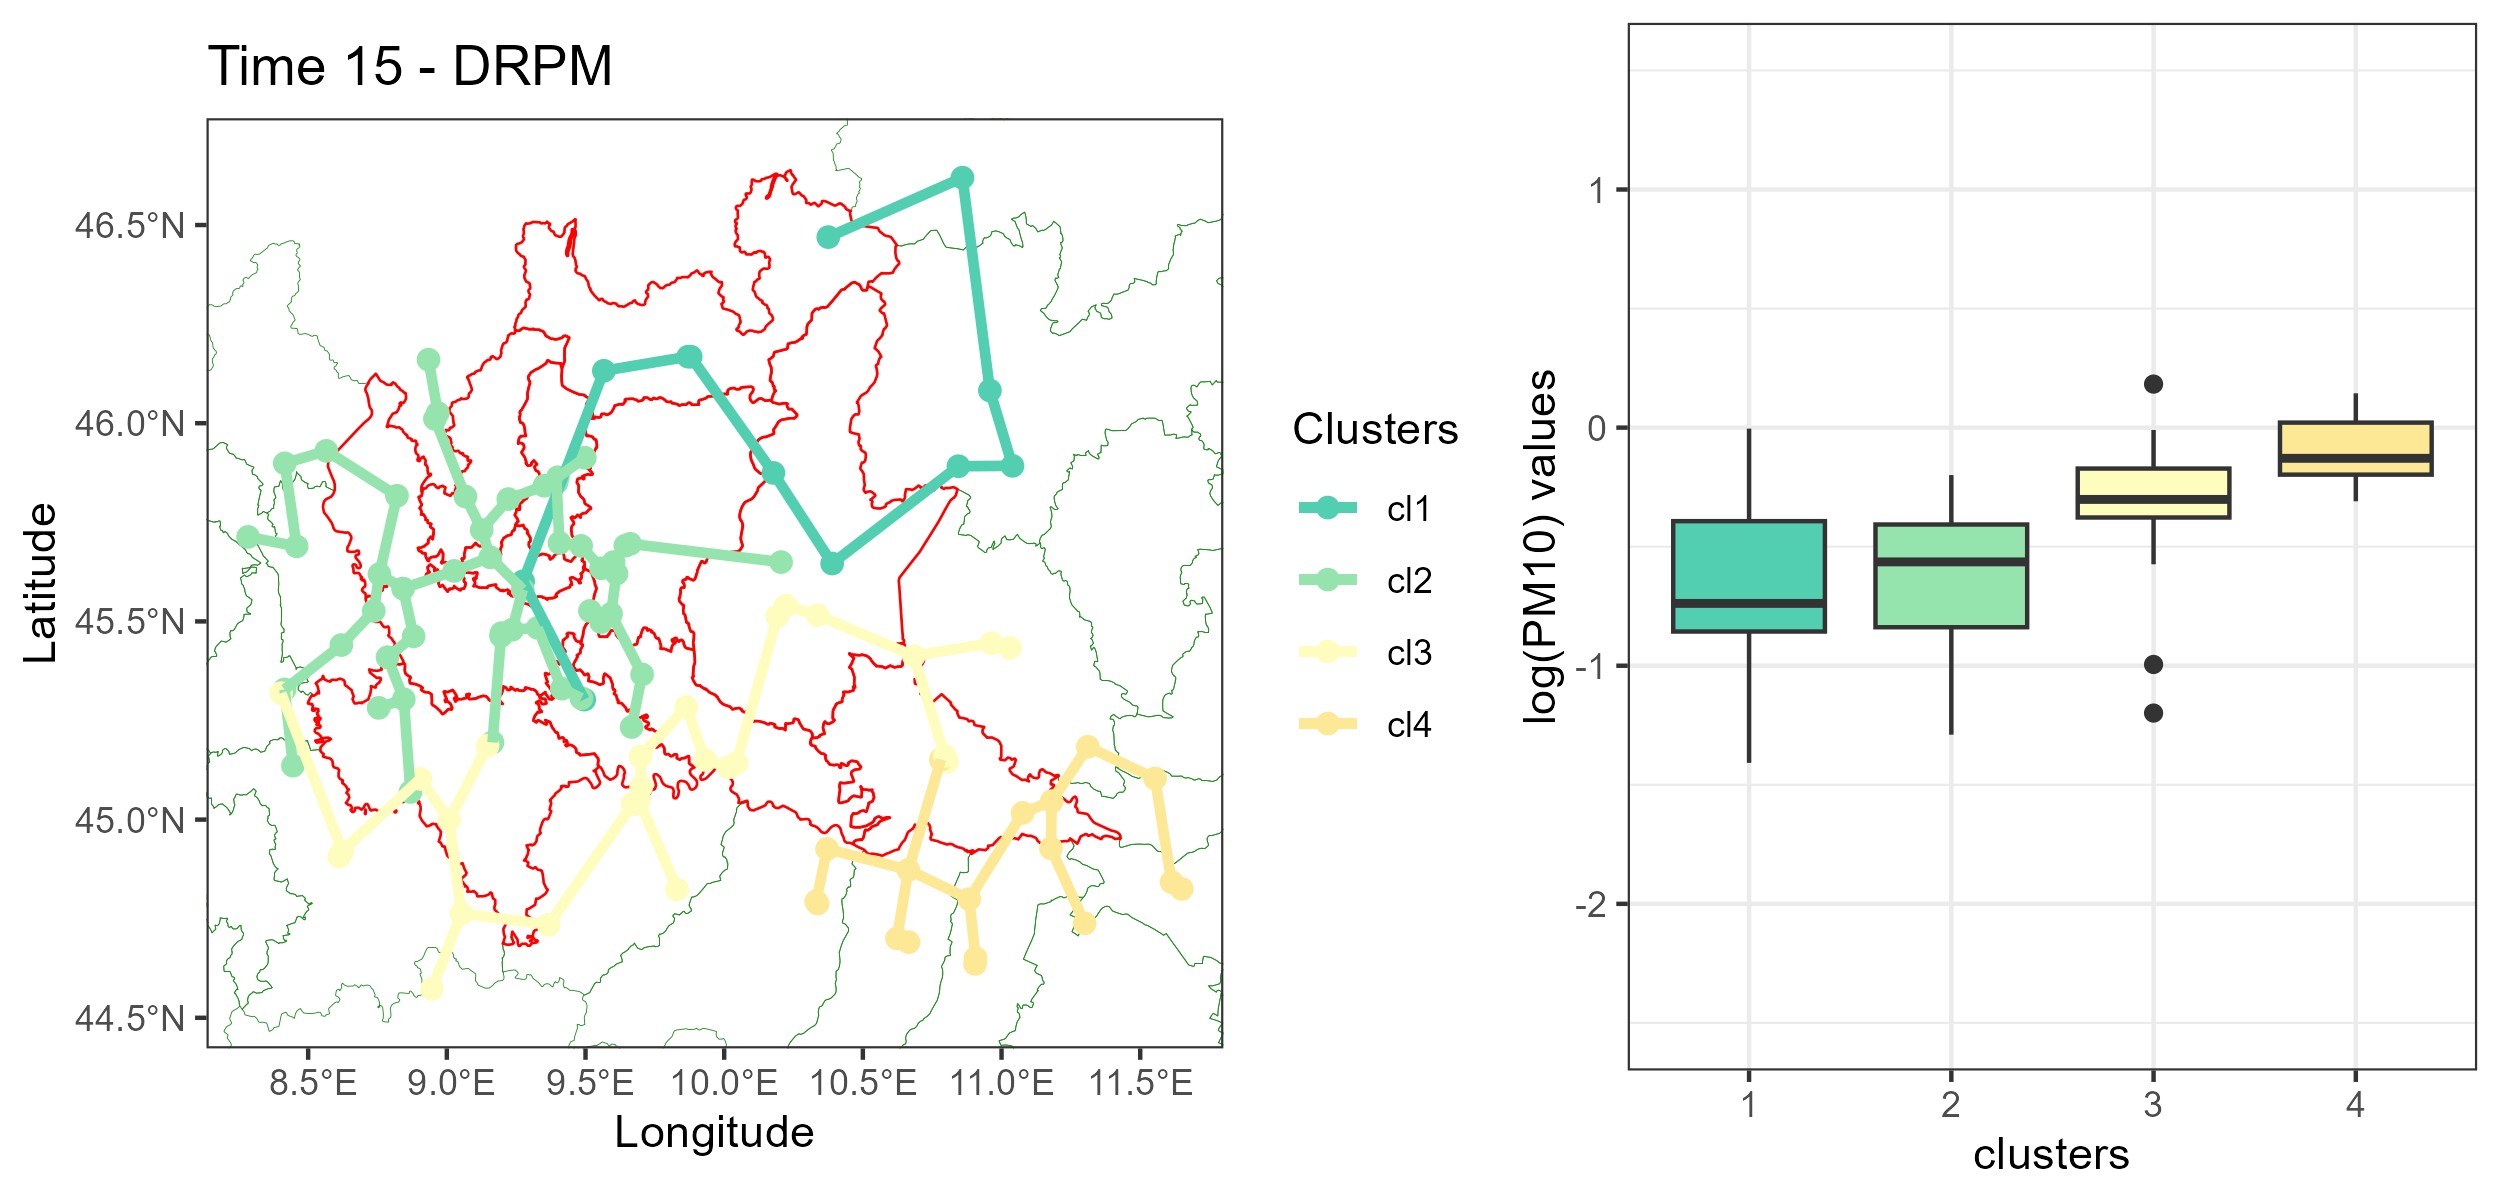 Time 15 - DRPM
Latitude
46.5°N
46.0°N
45.5°N
45.0°N
44.5°N
8.5°E 9.0°E 9.5°E 10.0°E 10.5°E 11.0°E 11.5°E
Longitude
Clusters
cl1
cl2
cl3
cl4
log(PM10) values
1
0
-1
-2
1 2 3 4
clusters